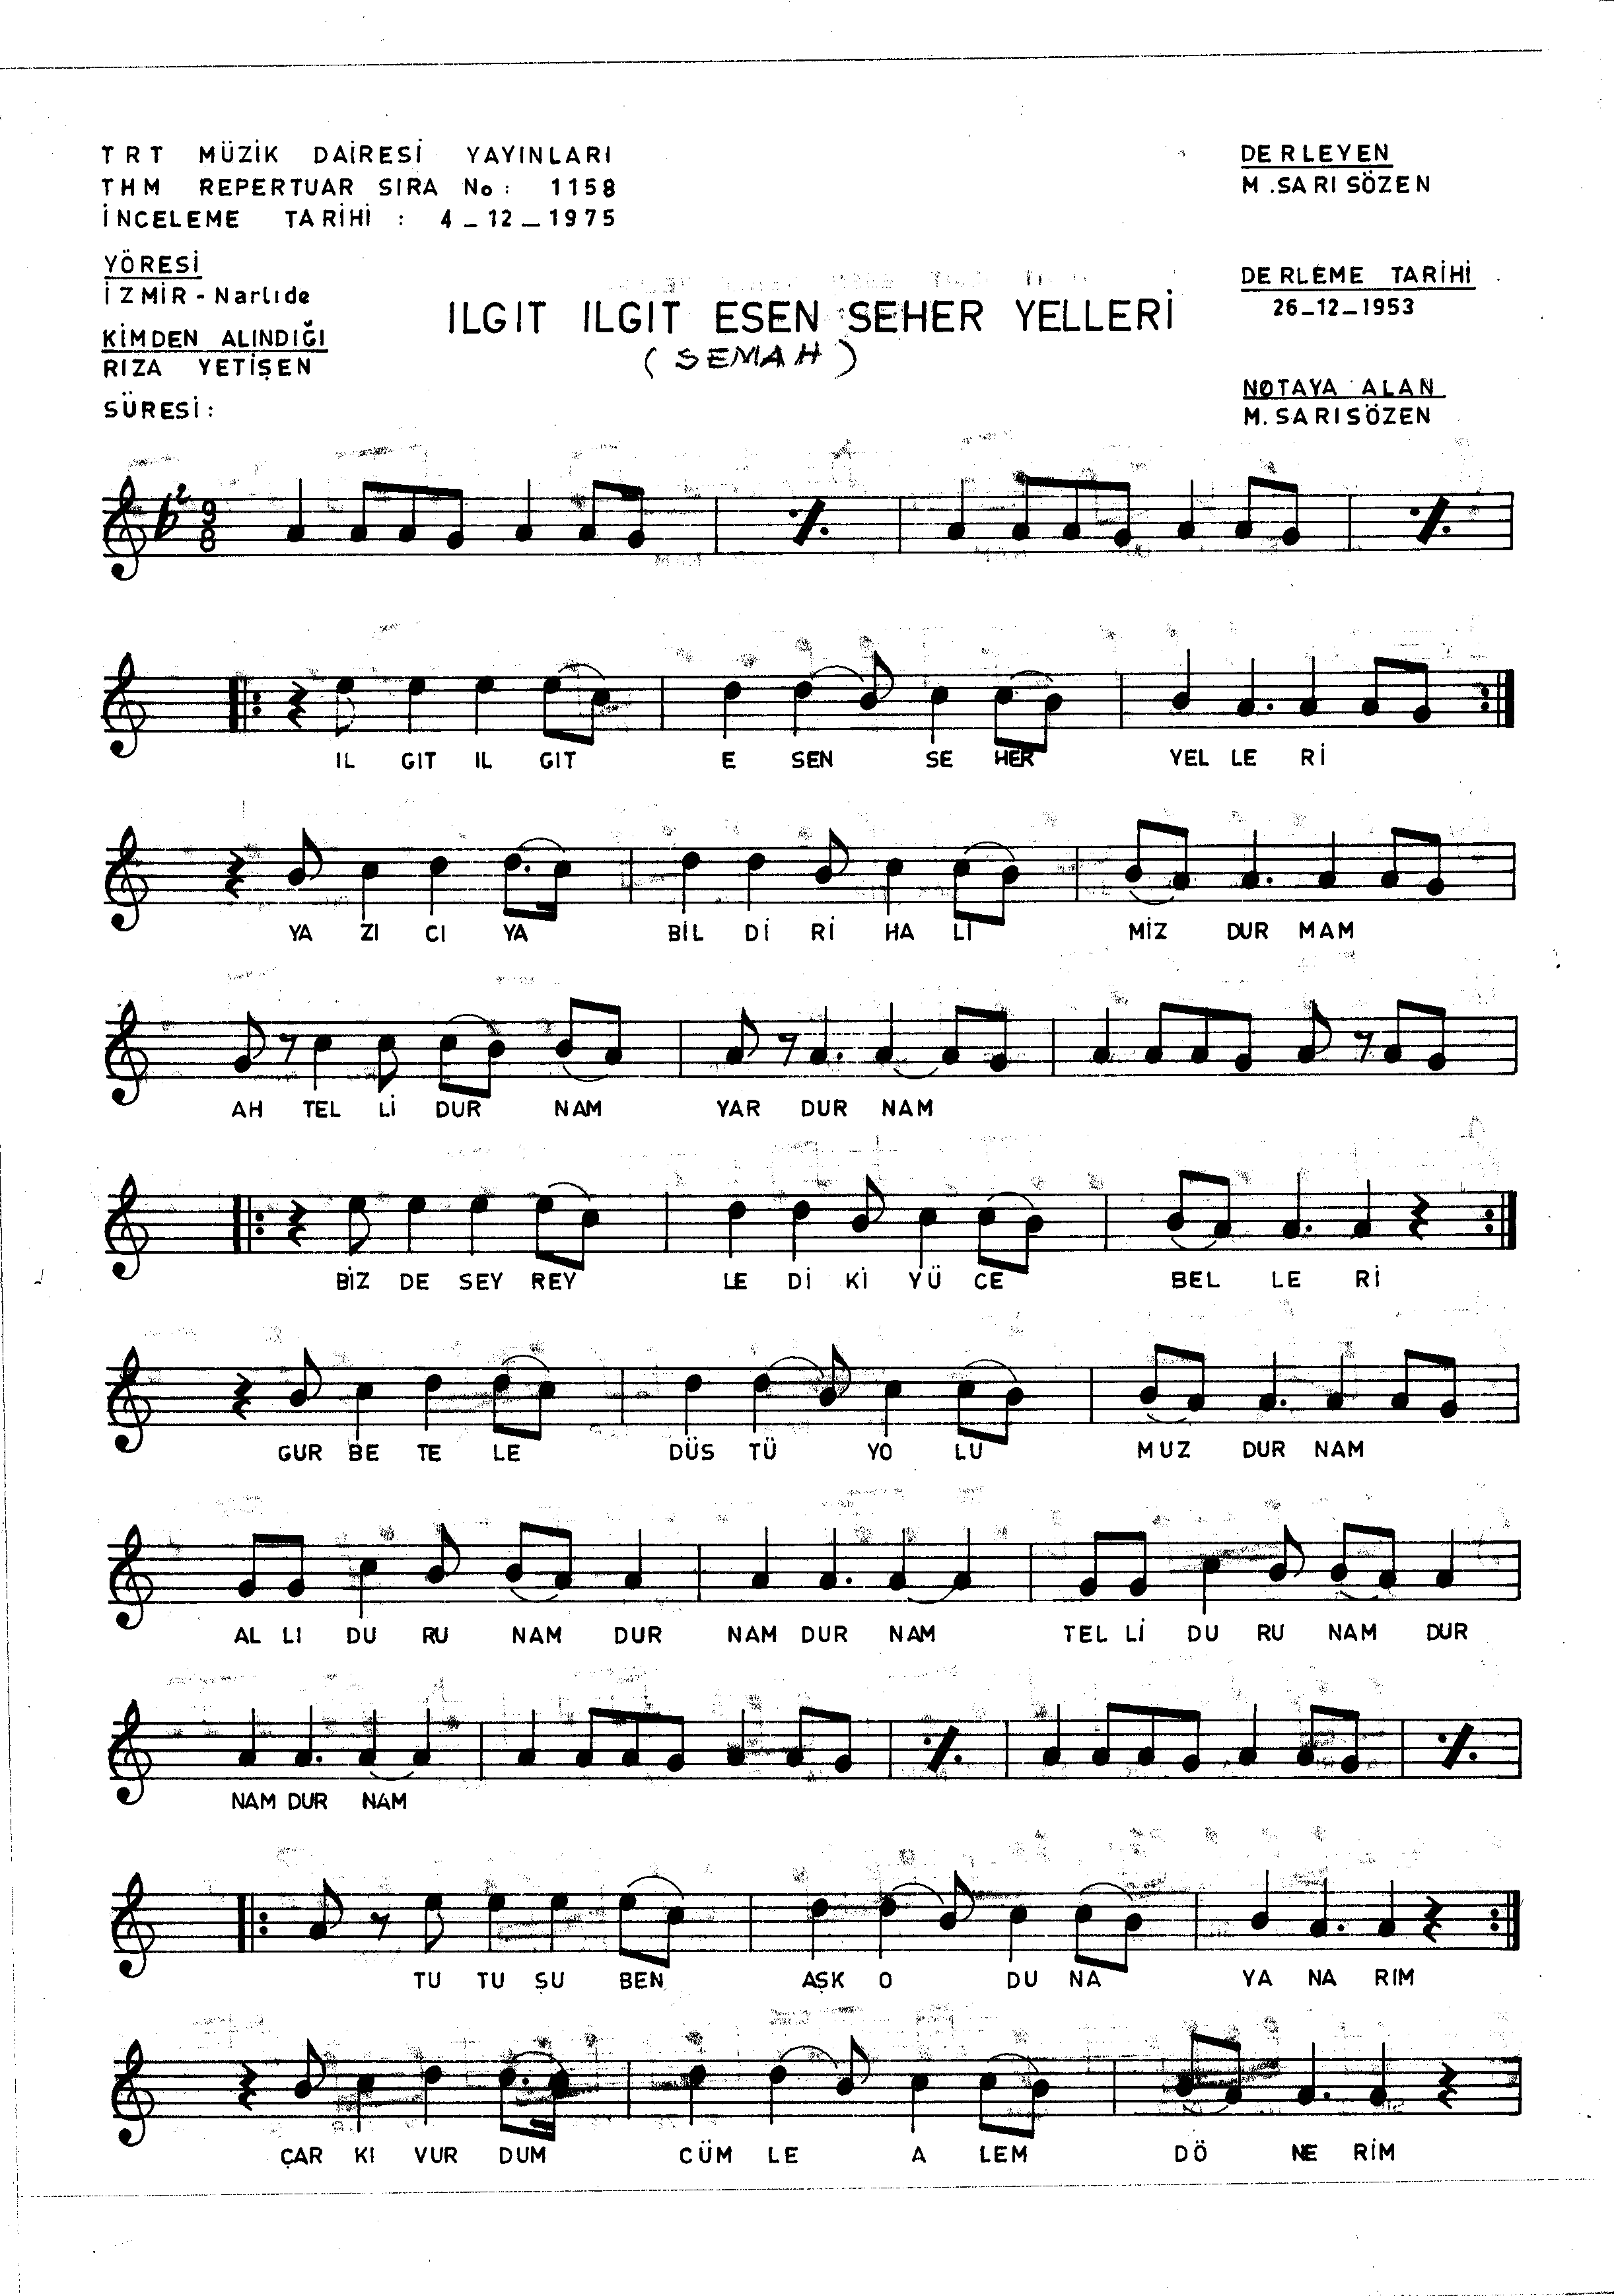 TRT MÜZİK DAİRESİ YAYINLARI
THM REPERTUAR SIRA No: 1158
İNCELEME TARİHİ : 4_12_1975
DERLEYEN
M.SARISÖZEN
YÖRESİ
İZMİR-Narlıde
KİMDEN ALINDIĞI
RIZA YETİŞEN
SÜRESİ:
DERLEME TARİHİ
26_12_1953
ILGIT ILGIT ESEN SEHER YELLERİ
(SEMAH)
NOTAYA ALAN
M.SARISÖZEN
9
8
IL GIT IL GIT E SEN SE HER YEL LE Rİ
YA ZI CI YA BİL Dİ Rİ HA Lİ MİZ DUR MAM
AH TEL Lİ DUR NAM YAR DUR NAM
BİZ DE SEY REY LE Dİ Kİ YÜ CE BEL LE Rİ
GUR BE TE LE DÜS TÜ YO LU MUZ DUR NAM
AL LI DU RU NAM DUR NAM DUR NAM TEL Lİ DU RU NAM DUR
NAM DUR NAM
TU TU ŞU BEN AŞK O DU NA YA NA RIM
ÇAR KI VUR DUM CÜM LE A LEM DÖ NE RİM